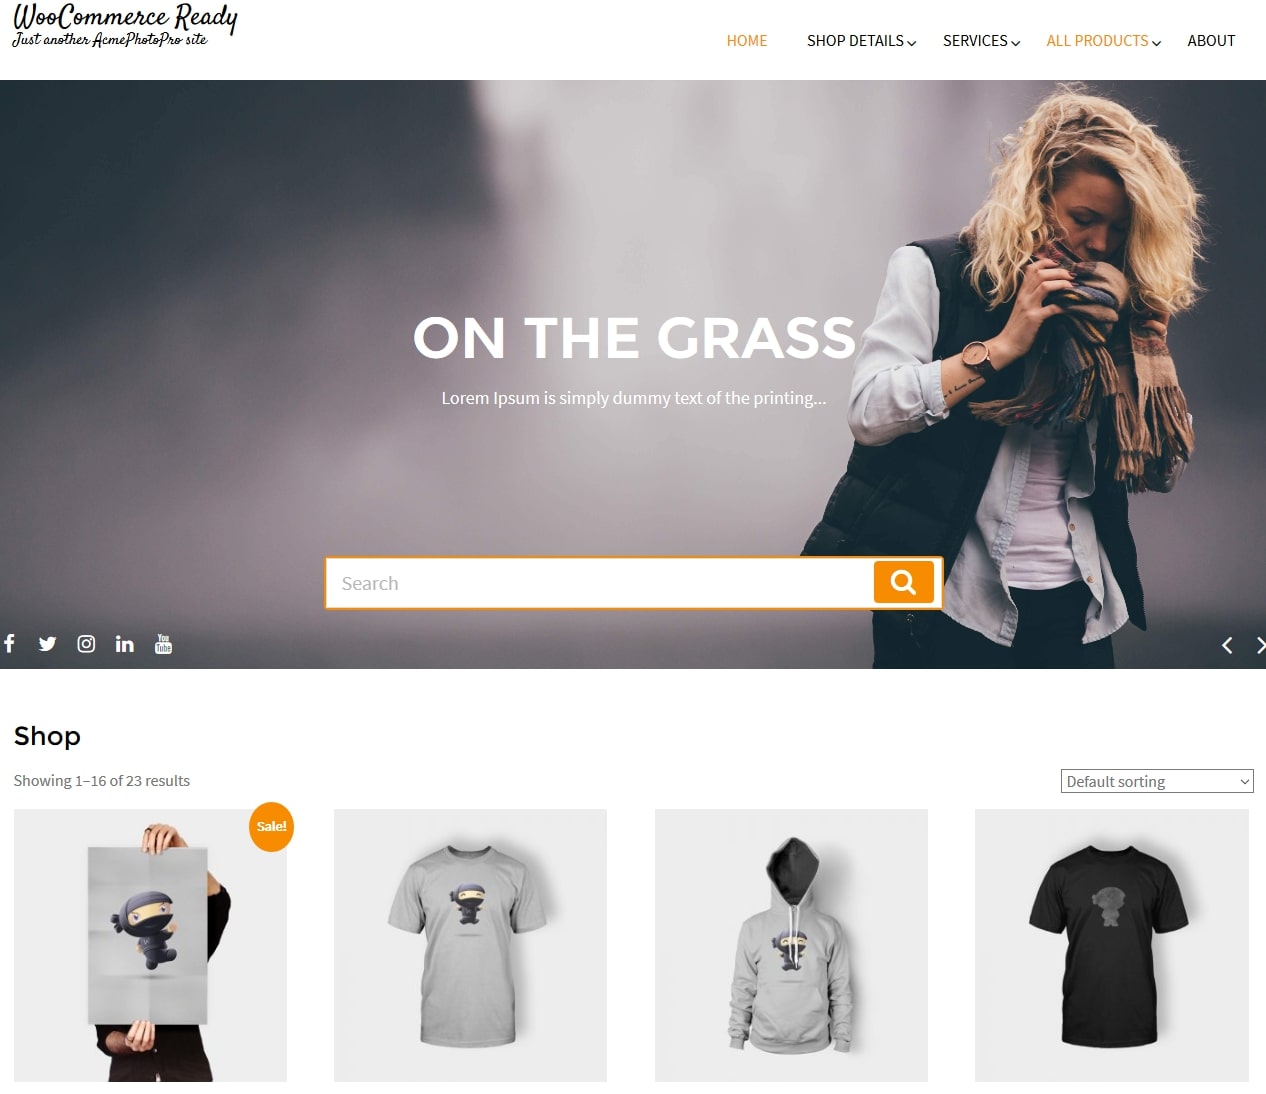 WooCommerce Ready
Just another AcmePhotoPro site
HOME SHOP DETAILS SERVICES ALL PRODUCTS ABOUT
ON THE GRASS
Lorem Ipsum is simply dummy text of the printing...
Search
You
Tube
Shop
Showing 1–16 of 23 results
Default sorting
Sale!